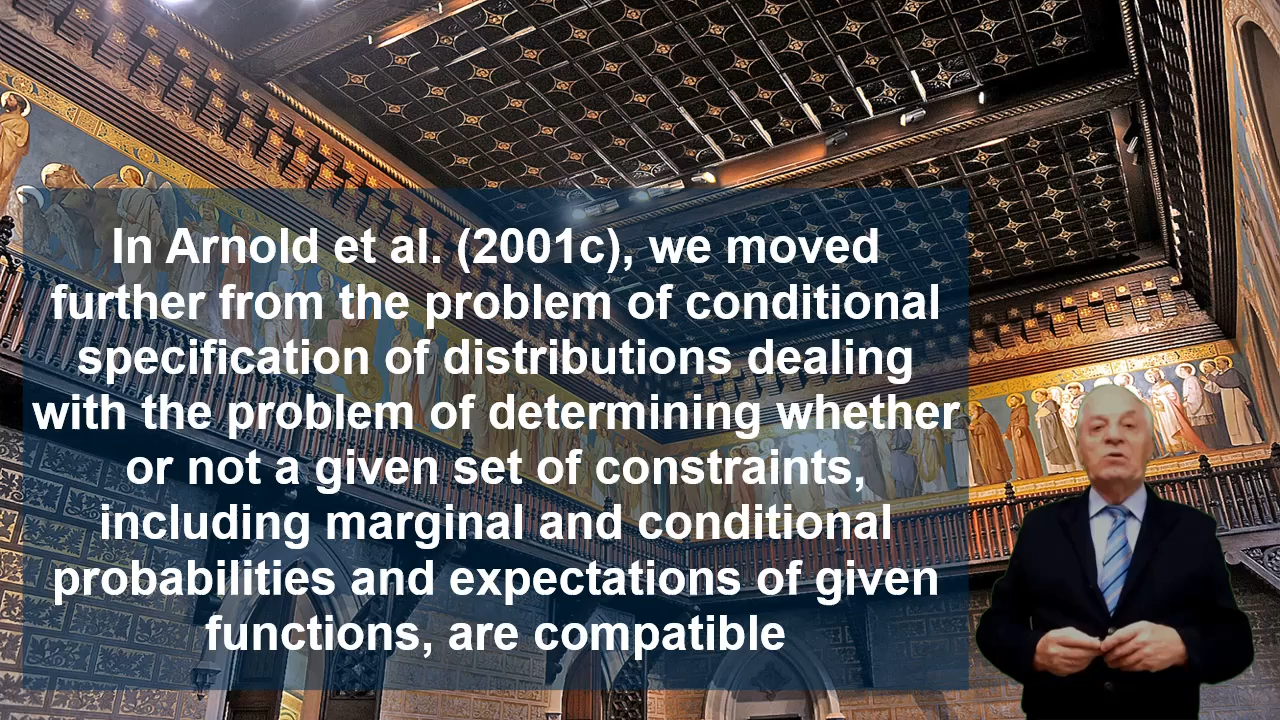 In Arnold et al. (2001c), we moved
further from the problem of conditional
specification of distributions dealing
with the problem of determining whether
or not a given set of constraints,
including marginal and conditional
probabilities and expectations of given
functions, are compatible